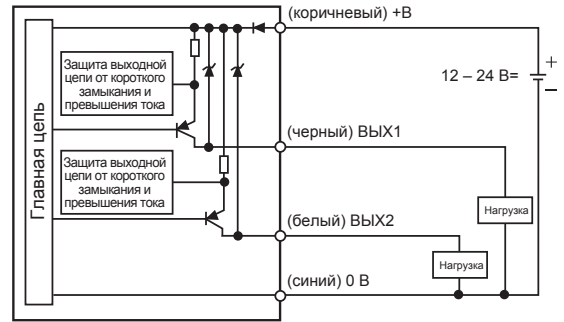 (коричневый) +В
Защита выходной
цепи от короткого
замыкания и
превышения тока
12 – 24 В=
+
–
(черный) ВЫХ1
Главная цепь
Защита выходной
цепи от короткого
замыкания и
превышения тока
Нагрузка
(белый) ВЫХ2
Нагрузка
(синий) 0 В